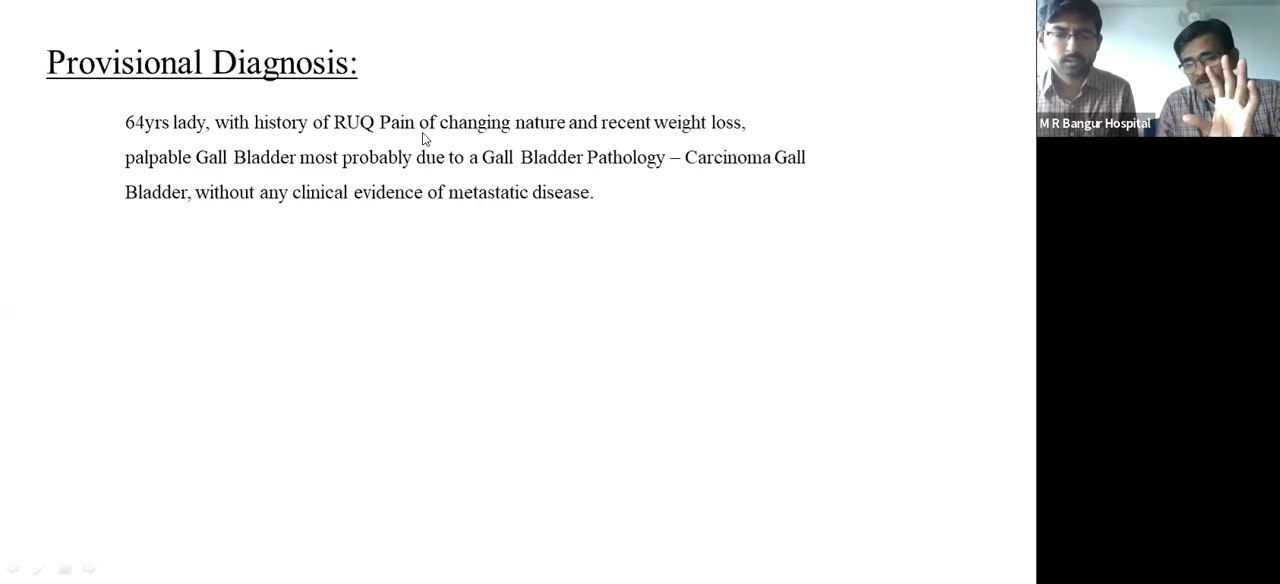 Provisional Diagnosis:
64yrs lady, with history of RUQ Pain of changing nature and recent weight loss,
palpable Gall Bladder most probably due to a Gall Bladder Pathology – Carcinoma Gall
Bladder, without any clinical evidence of metastatic disease.
M R Bangur Hospital